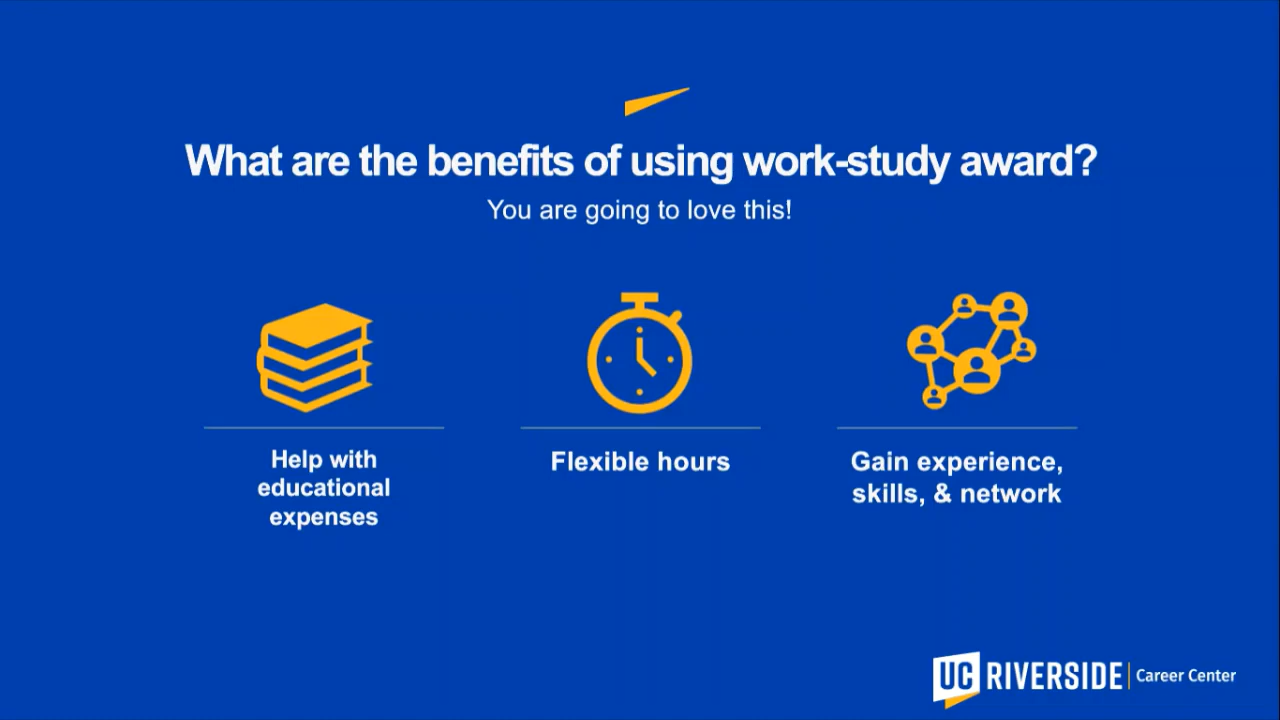 What are the benefits of using work-study award?
You are going to love this!
Help with
educational
expenses
Flexible hours
Gain experience,
skills, & network
UC RIVERSIDE Career Center